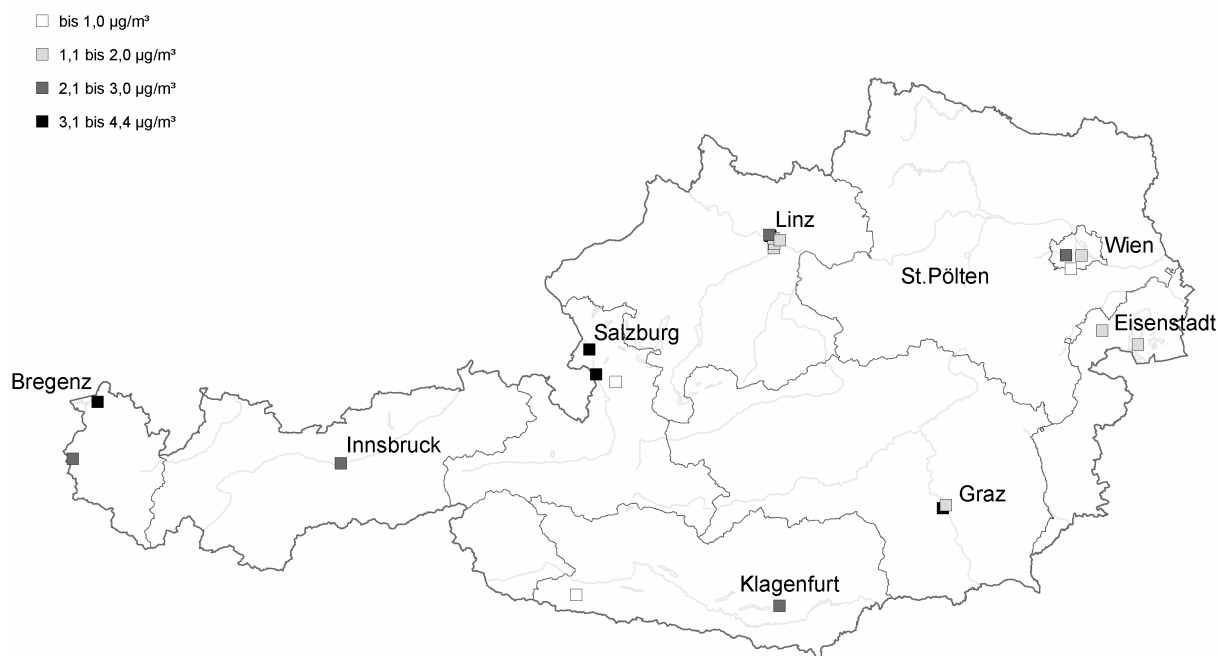 bis 1,0 µg/m³
1,1 bis 2,0 µg/m³
2,1 bis 3,0 µg/m³
3,1 bis 4,4 µg/m³
Linz
Wien
St.Pölten
Eisenstadt
Salzburg
Bregenz
Innsbruck
Graz
Klagenfurt